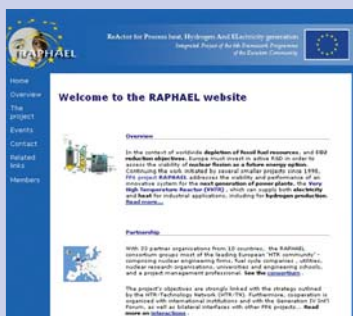 RAPHAEL
ReActor for Process heat, Hydrogen And ELectricity generation
Integrated Project of the 6th Framework Programme
of the Euratom Community
Home
Overview
The
project
Events
Contact
Related
links
Members
Welcome to the RAPHAEL website
Overview
In the context of worldwide depletion of fossil fuel resources, and
reduction objectives, Europe must invest in active R&D in order to
assess the viability of nuclear fission as a future energy option.
Continuing the work initiated by several smaller projects since 1998,
FP6 project RAPHAEL addresses the viability and performance of an
innovative system for the next generation of power plants, the Very
High Temperature Reactor (VHTR), which can supply both electricity
and heat for industrial applications, including for hydrogen production.
Read more...
Partnership
With 33 partner organisations from 10 countries, the RAPHAEL
consortium groups most of the leading European 'HTR community' -
comprising nuclear engineering firms, fuel cycle companies, utilities,
nuclear research organisations, universities and engineering schools,
and a project management professional. See the consortium.
The project's objectives are strongly linked with the strategy outlined
by the HTR-Technology Network (HTR-TN). Furthermore, cooperation is
organized with international institutions and with the Generation IV Int'l
Forum, as well as bilateral interfaces with other FP6 projects... Read
more on interactions.